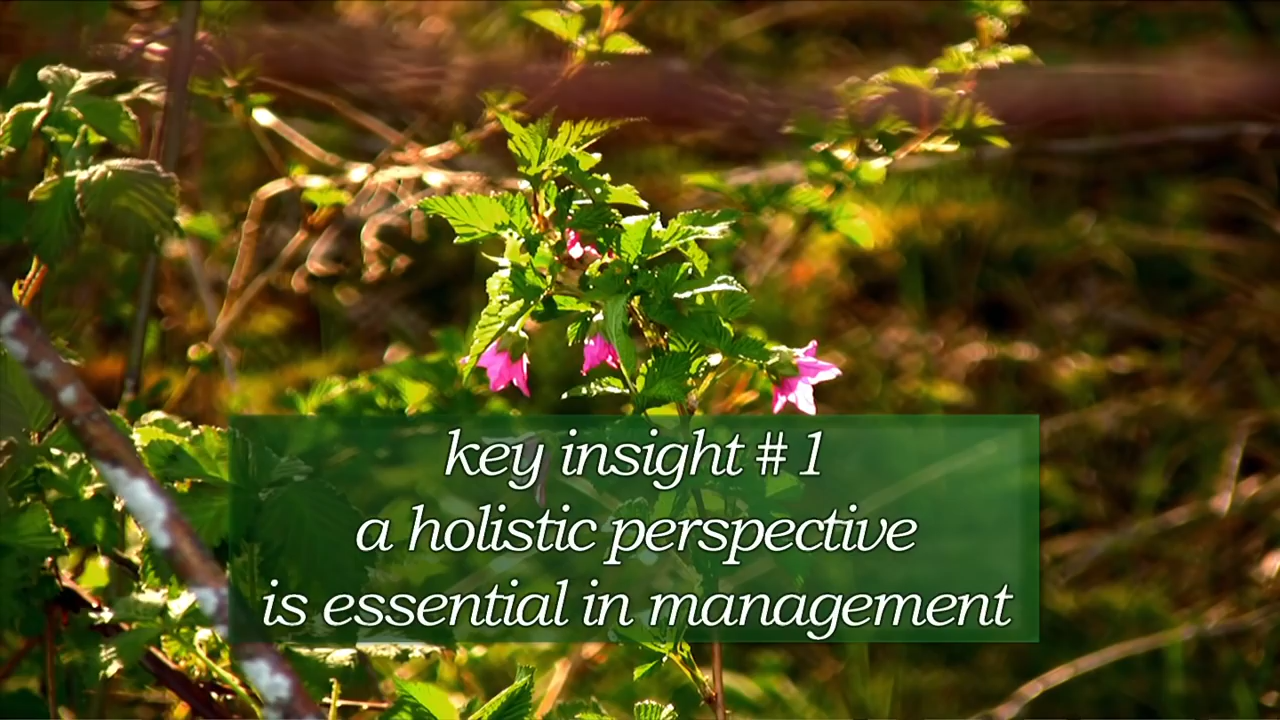 key insight # 1
a holistic perspective
is essential in management